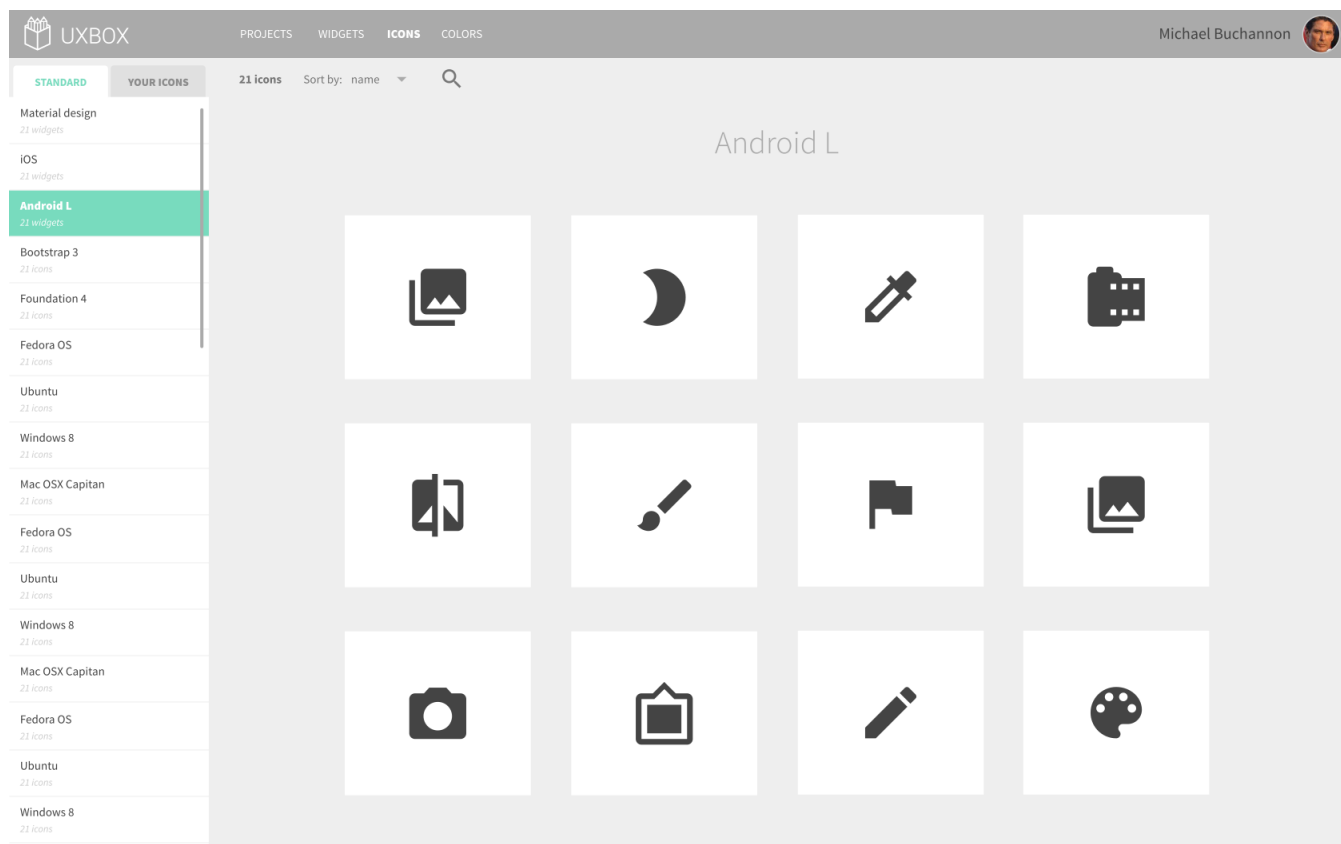 UXBOX
PROJECTS WIDGETS ICONS COLORS
Michael Buchannon
STANDARD YOUR ICONS
21 icons Sort by: name
Material design
21 widgets
iOS
21 widgets
Android L
21 widgets
Bootstrap 3
21 icons
Foundation 4
21 icons
Fedora OS
21 icons
Ubuntu
21 icons
Windows 8
21 icons
Mac OSX Capitan
21 icons
Fedora OS
21 icons
Ubuntu
21 icons
Windows 8
21 icons
Mac OSX Capitan
21 icons
Fedora OS
21 icons
Ubuntu
21 icons
Windows 8
21 icons
Android L